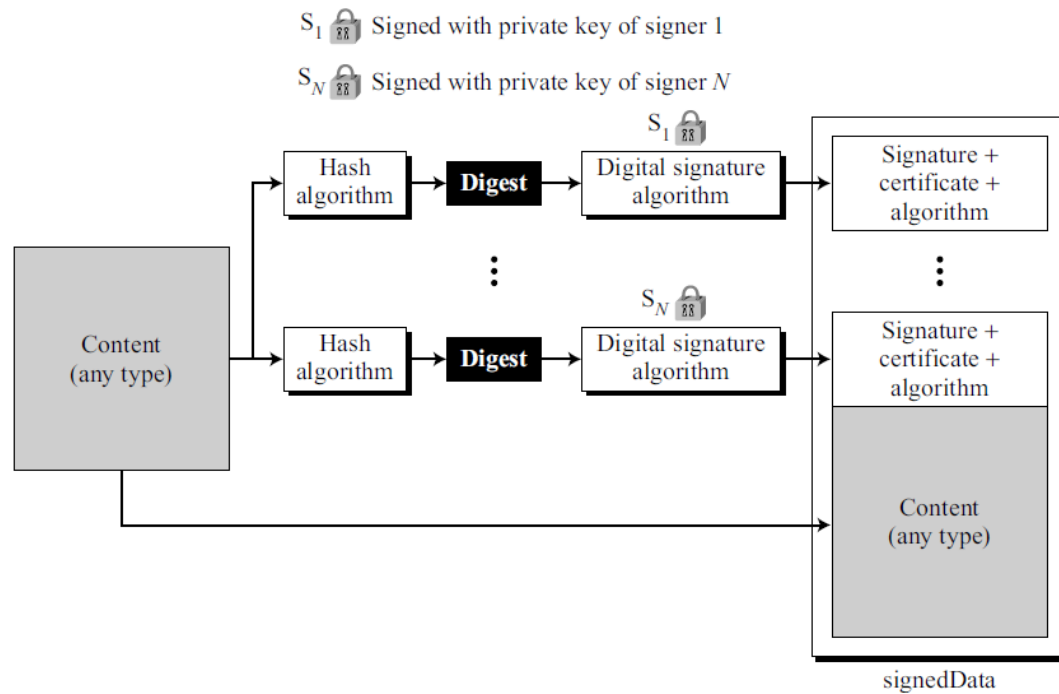 S1 Signed with private key of signer 1
SN Signed with private key of signer N
S1
Hash
algorithm
Digest
Digital signature
algorithm
Signature +
certificate +
algorithm
SN
Content
(any type)
Hash
algorithm
Digest
Digital signature
algorithm
Signature +
certificate +
algorithm
Content
(any type)
signedData